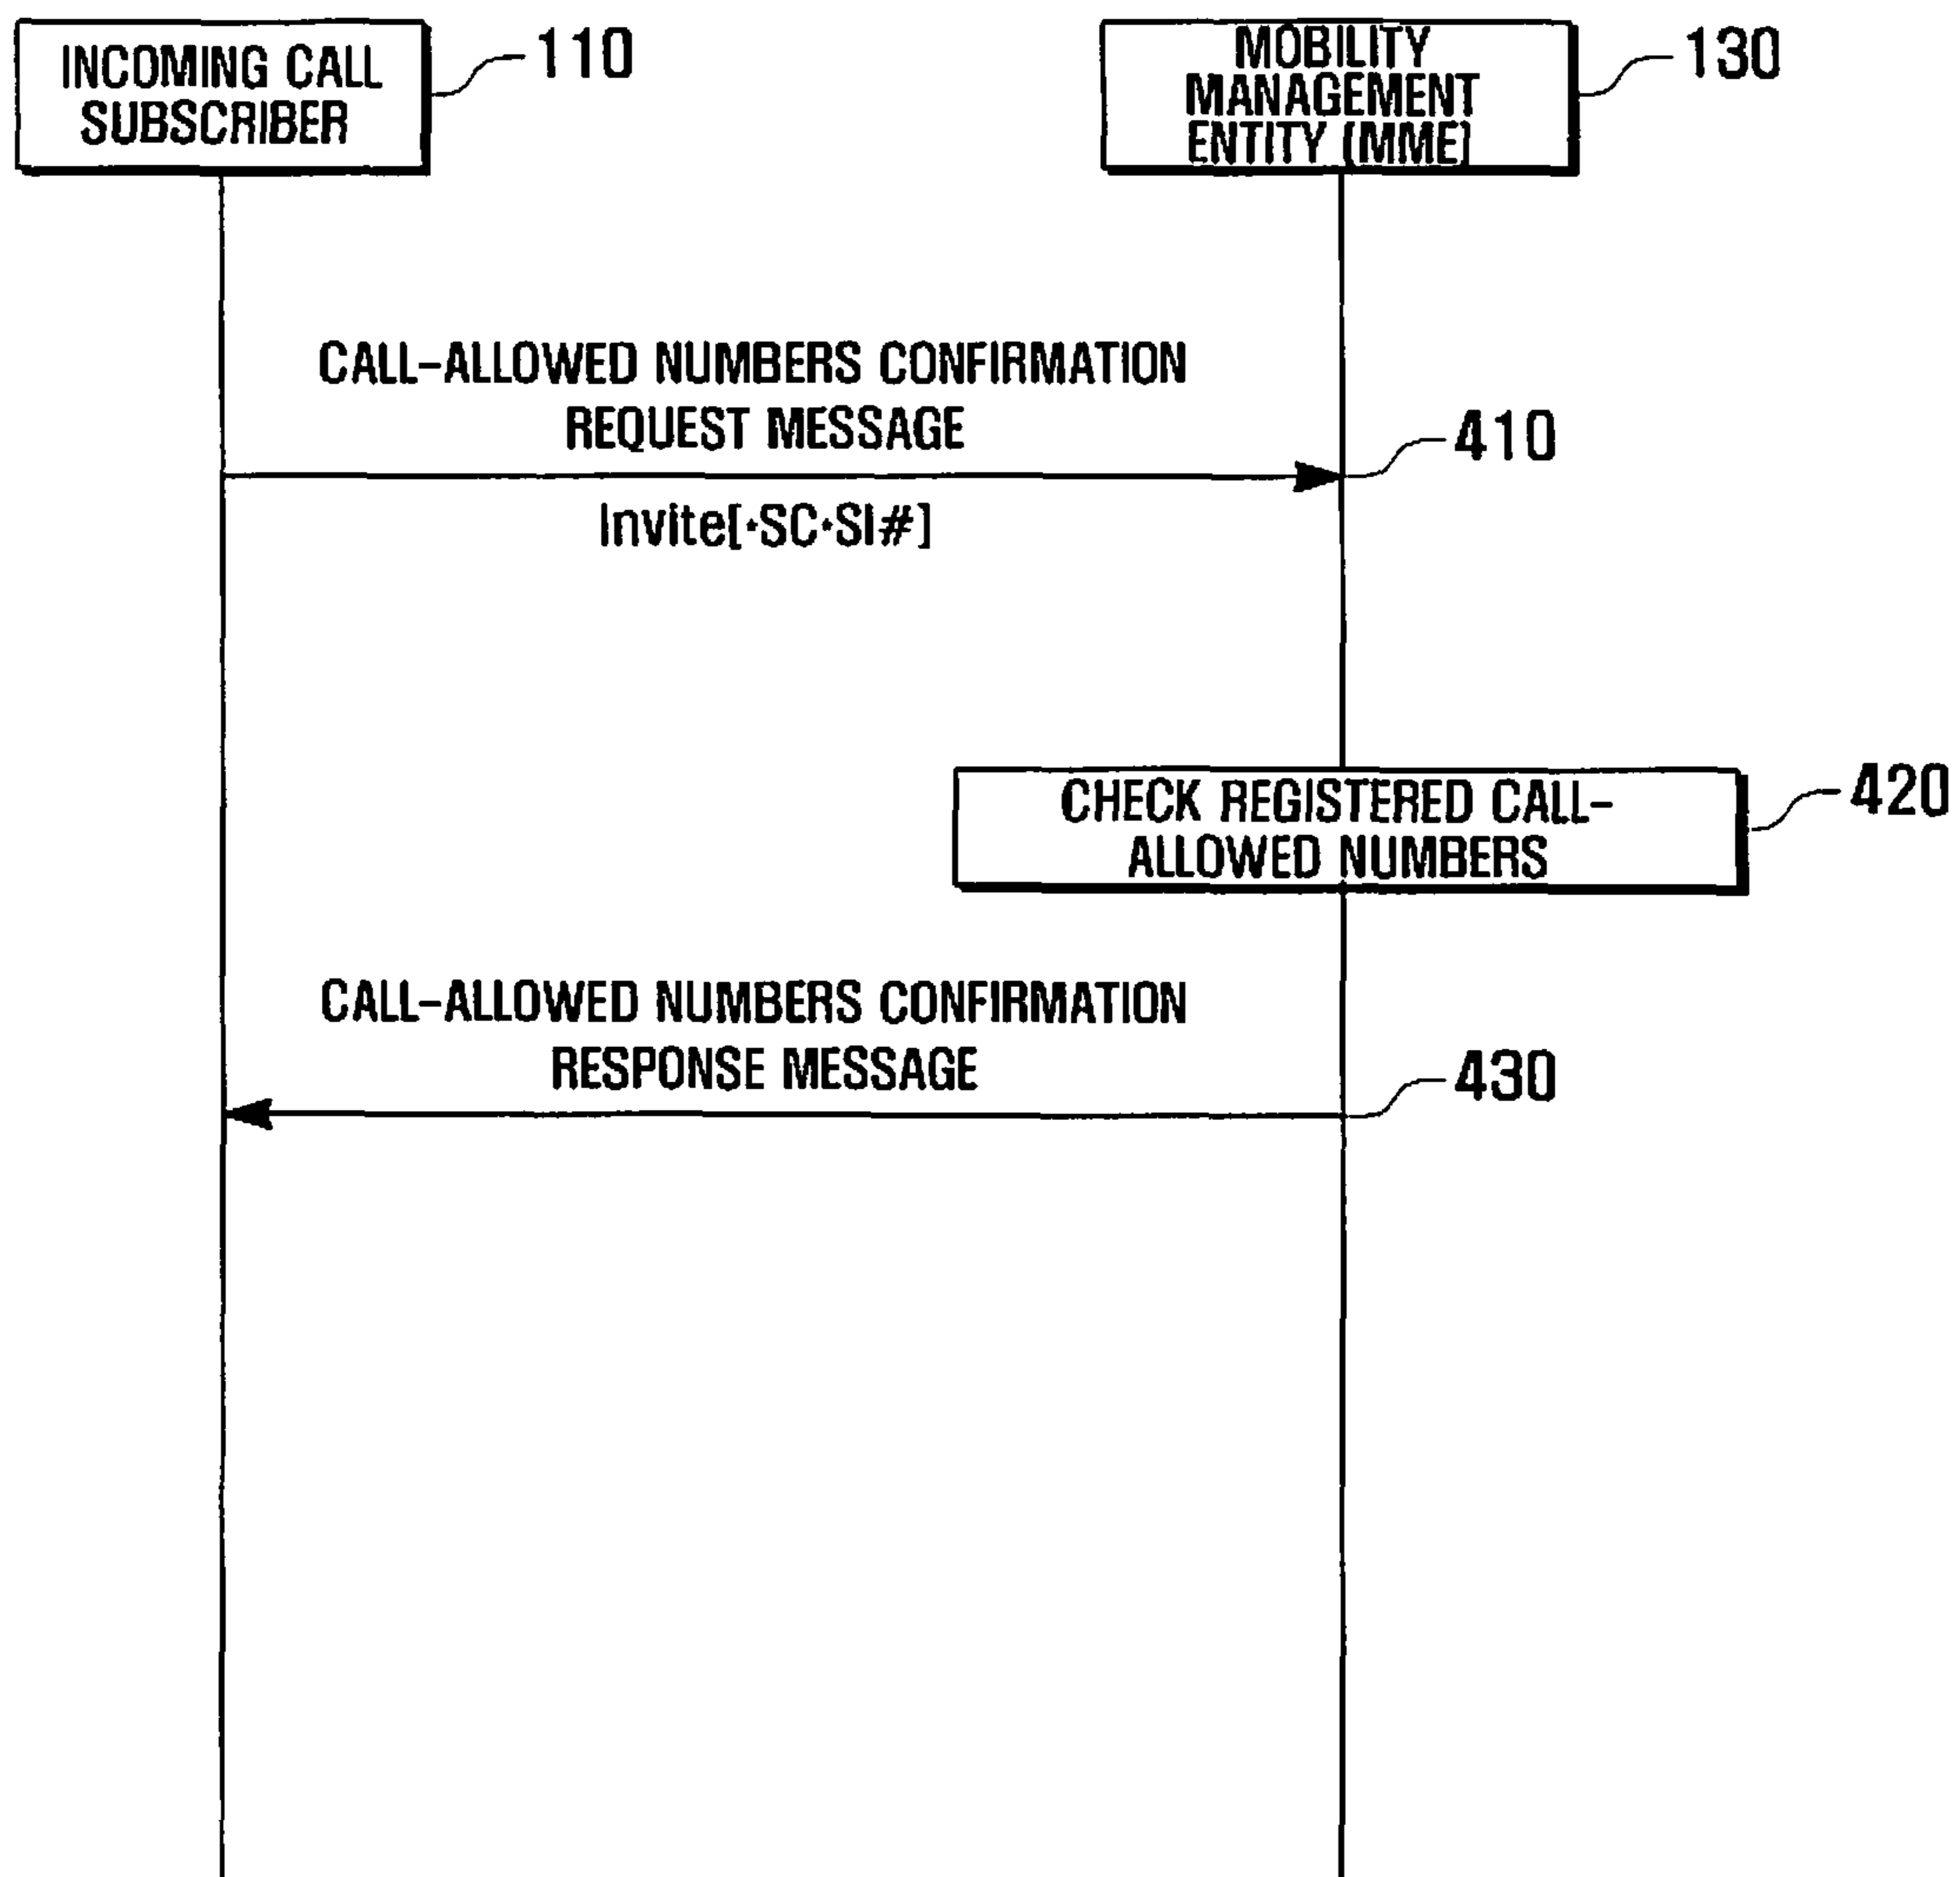 INCOMING CALL
SUBSCRIBER
110
MOBILITY
MANAGEMENT
ENTITY (MME)
130
CALL-ALLOWED NUMBERS CONFIRMATION
REQUEST MESSAGE
410
Invite[*SC*SI#]
CHECK REGISTERED CALL-
ALLOWED NUMBERS
420
CALL-ALLOWED NUMBERS CONFIRMATION
RESPONSE MESSAGE
430